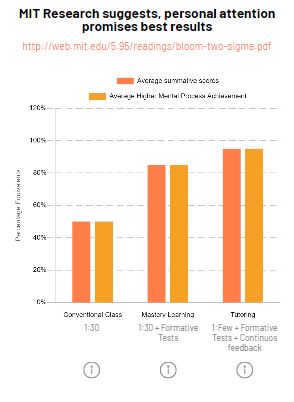 MIT Research suggests, personal attention
promises best results
http://web.mit.edu/5.95/readings/bloom-two-sigma.pdf
Average summative scores
Average Higher Mental Process Achievement
120%
100%
80%
60%
40%
20%
0%
Percentage Equivalents
Conventional Class
1:30
Mastery Learning
1:30 + Formative
Tests
Tutoring
1:Few + Formative
Tests + Continuos
feedback